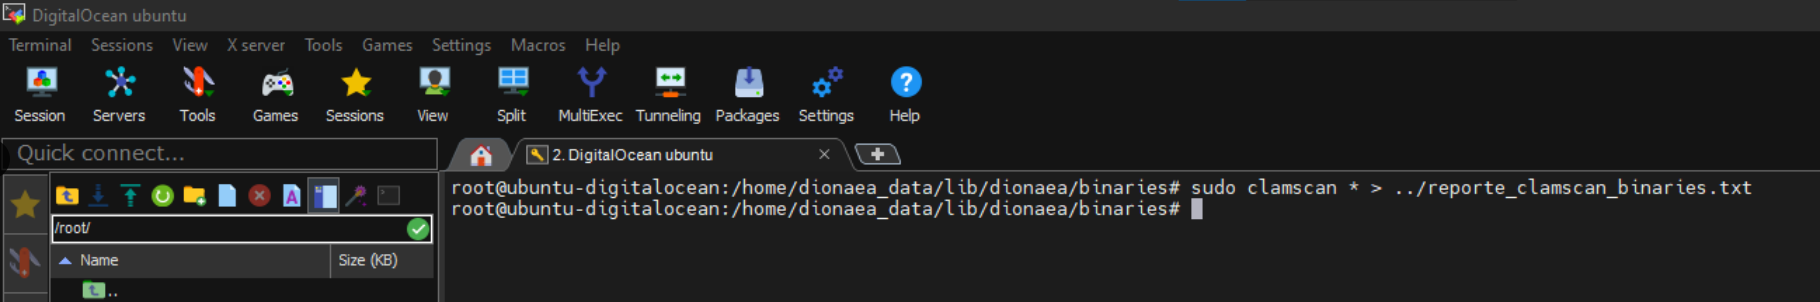 DigitalOcean ubuntu
Terminal Sessions View X server Tools Games Settings Macros Help
Session Servers Tools Games Sessions View Split MultiExec Tunneling Packages Settings Help
Quick connect...
2. DigitalOcean ubuntu
/root/
Name Size (KB)
..
root@ubuntu-digitalocean:/home/dionaea_data/lib/dionaea/binaries# sudo clamscan * > ../reporte_clamscan_binaries.txt
root@ubuntu-digitalocean:/home/dionaea_data/lib/dionaea/binaries#